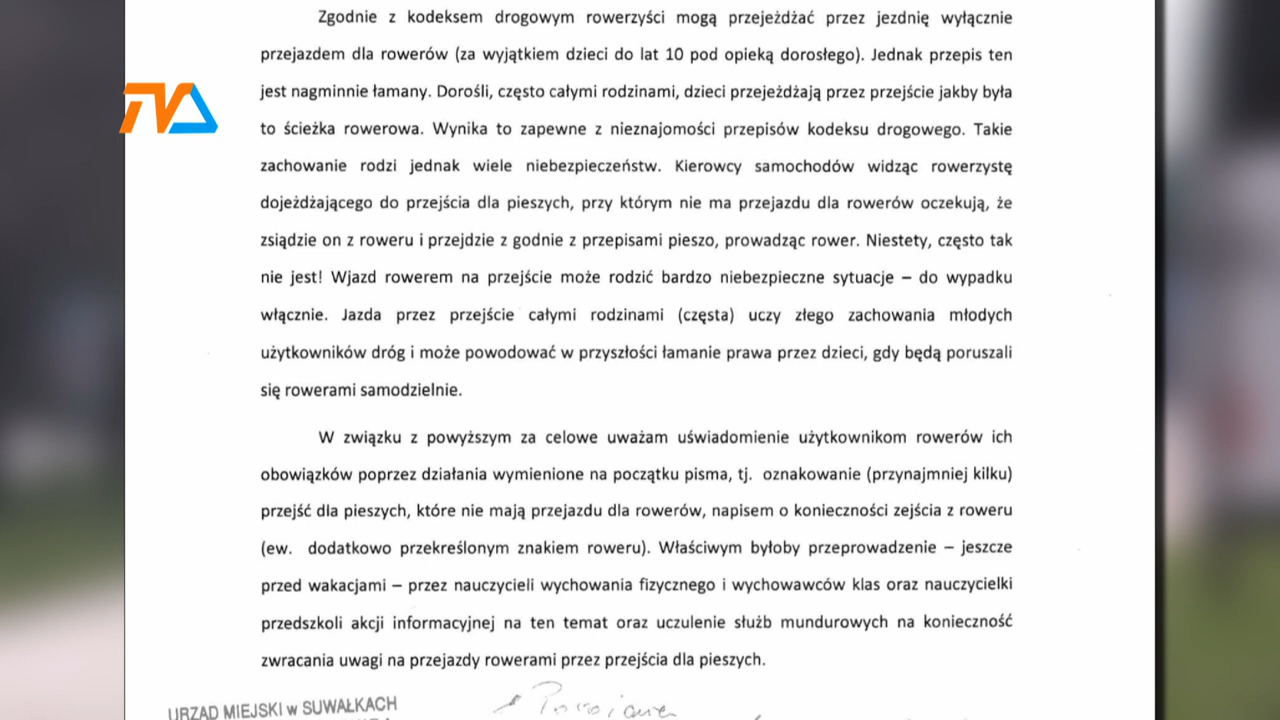 Zgodnie z kodeksem drogowym rowerzyści mogą przejeżdżać przez jezdnię wyłącznie
przejazdem dla rowerów (za wyjątkiem dzieci do lat 10 pod opieką dorosłego). Jednak przepis ten
TVA
jest nagminnie łamany. Dorośli, często całymi rodzinami, dzieci przejeżdżają przez przejście jakby była
to ścieżka rowerowa. Wynika to zapewne z nieznajomości przepisów kodeksu drogowego. Takie
zachowanie rodzi jednak wiele niebezpieczeństw. Kierowcy samochodów widząc rowerzystę
dojeżdżającego do przejścia dla pieszych, przy którym nie ma przejazdu dla rowerów oczekują, że
zsiądzie on z roweru i przejdzie z godnie z przepisami pieszo, prowadząc rower. Niestety, często tak
nie jest! Wjazd rowerem na przejście może rodzić bardzo niebezpieczne sytuacje – do wypadku
włącznie. Jazda przez przejście całymi rodzinami (częsta) uczy złego zachowania młodych
użytkowników dróg i może powodować w przyszłości łamanie prawa przez dzieci, gdy będą poruszali
się rowerami samodzielnie.
W związku z powyższym za celowe uważam uświadomienie użytkownikom rowerów ich
obowiązków poprzez działania wymienione na początku pisma, tj. oznakowanie (przynajmniej kilku)
przejść dla pieszych, które nie mają przejazdu dla rowerów, napisem o konieczności zejścia z roweru
(ew. dodatkowo przekreślonym znakiem roweru). Właściwym byłoby przeprowadzenie – jeszcze
przed wakacjami – przez nauczycieli wychowania fizycznego i wychowawców klas oraz nauczycielki
przedszkoli akcji informacyjnej na ten temat oraz uczulenie służb mundurowych na konieczność
zwracania uwagi na przejazdy rowerami przez przejścia dla pieszych.
URZĄD MIEJSKI w SUWAŁKACH